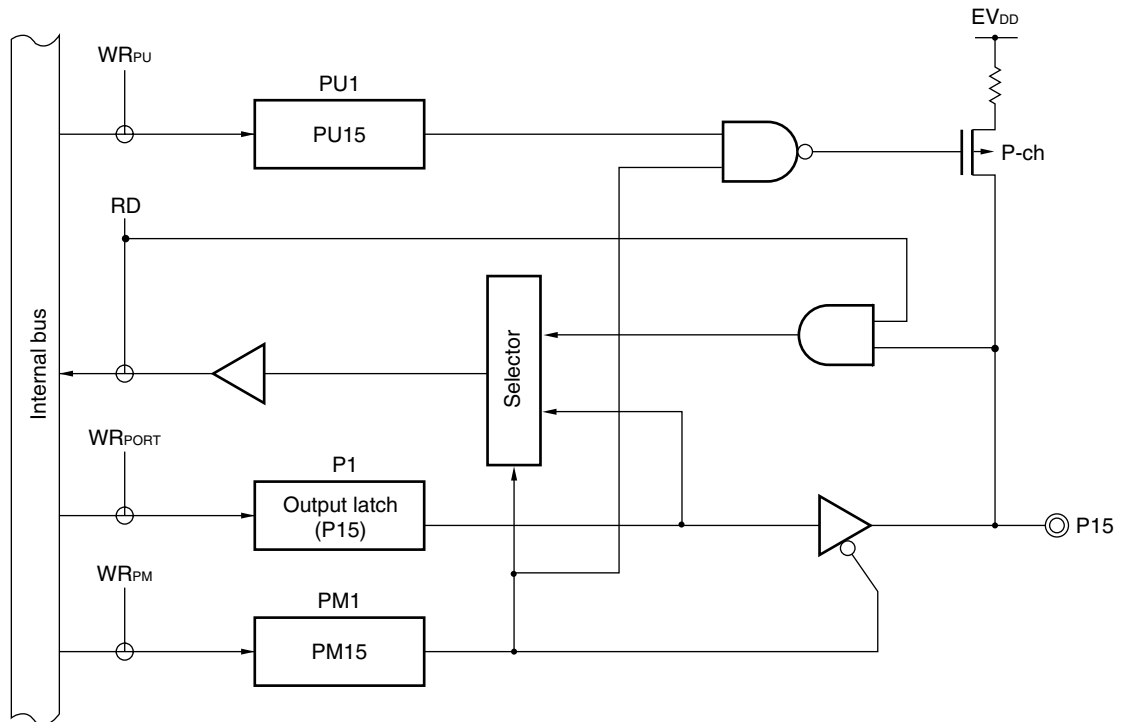 EVDD
WRPU
PU1
PU15
P-ch
RD
Internal bus
Selector
WRPORT
P1
Output latch
(P15)
P15
WRPM
PM1
PM15